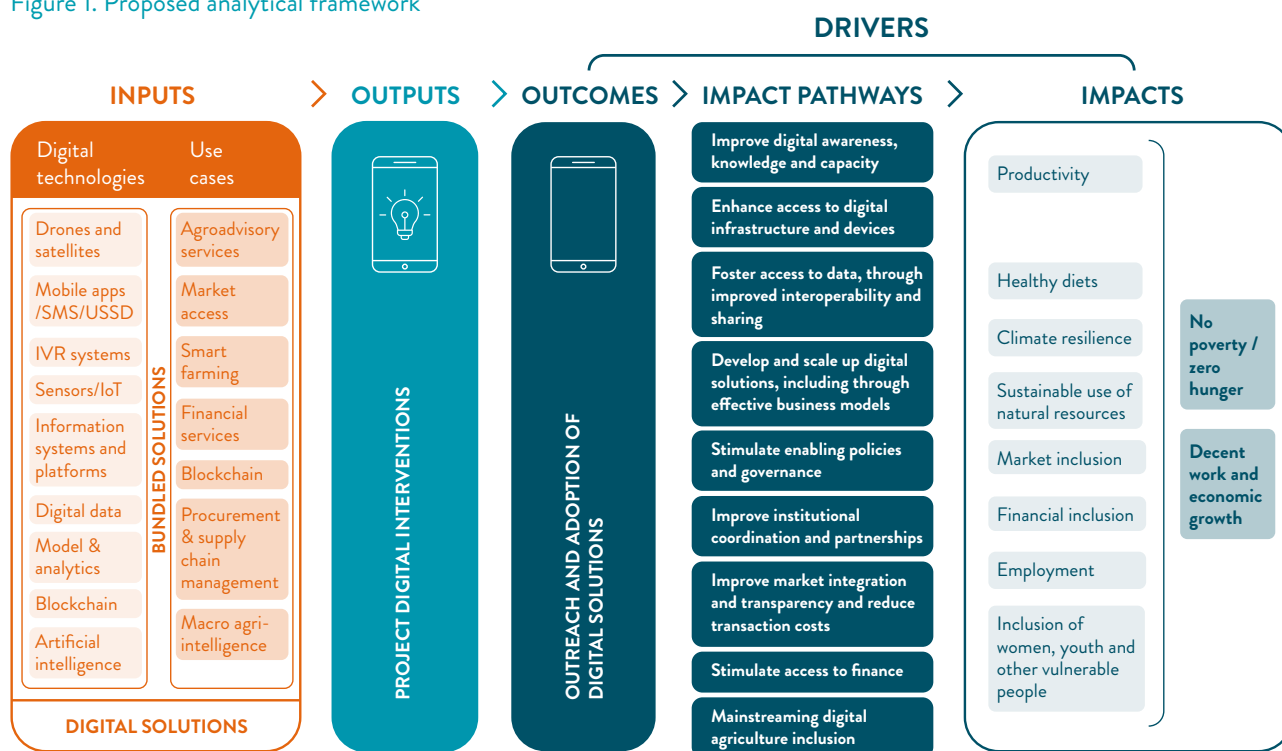 Figure 1. Proposed analytical framework
DRIVERS
INPUTS
OUTPUTS
OUTCOMES
IMPACT PATHWAYS
IMPACTS
Digital
technologies
Use
cases
Drones and
satellites
Mobile apps
/SMS/USSD
IVR systems
Sensors/IoT
Information
systems and
platforms
Digital data
Model &
analytics
Blockchain
Artificial
intelligence
BUNDLED SOLUTIONS
Agroadvisory
services
Market
access
Smart
farming
Financial
services
Blockchain
Procurement
& supply
chain
management
Macro agri-
intelligence
DIGITAL SOLUTIONS
PROJECT DIGITAL INTERVENTIONS
OUTREACH AND ADOPTION OF
DIGITAL SOLUTIONS
Improve digital awareness,
knowledge and capacity
Enhance access to digital
infrastructure and devices
Foster access to data, through
improved interoperability and
sharing
Develop and scale up digital
solutions, including through
effective business models
Stimulate enabling policies
and governance
Improve institutional
coordination and partnerships
Improve market integration
and transparency and reduce
transaction costs
Stimulate access to finance
Mainstreaming digital
agriculture inclusion
Productivity
Healthy diets
Climate resilience
Sustainable use of
natural resources
Market inclusion
Financial inclusion
Employment
Inclusion of
women, youth and
other vulnerable
people
No
poverty /
zero
hunger
Decent
work and
economic
growth